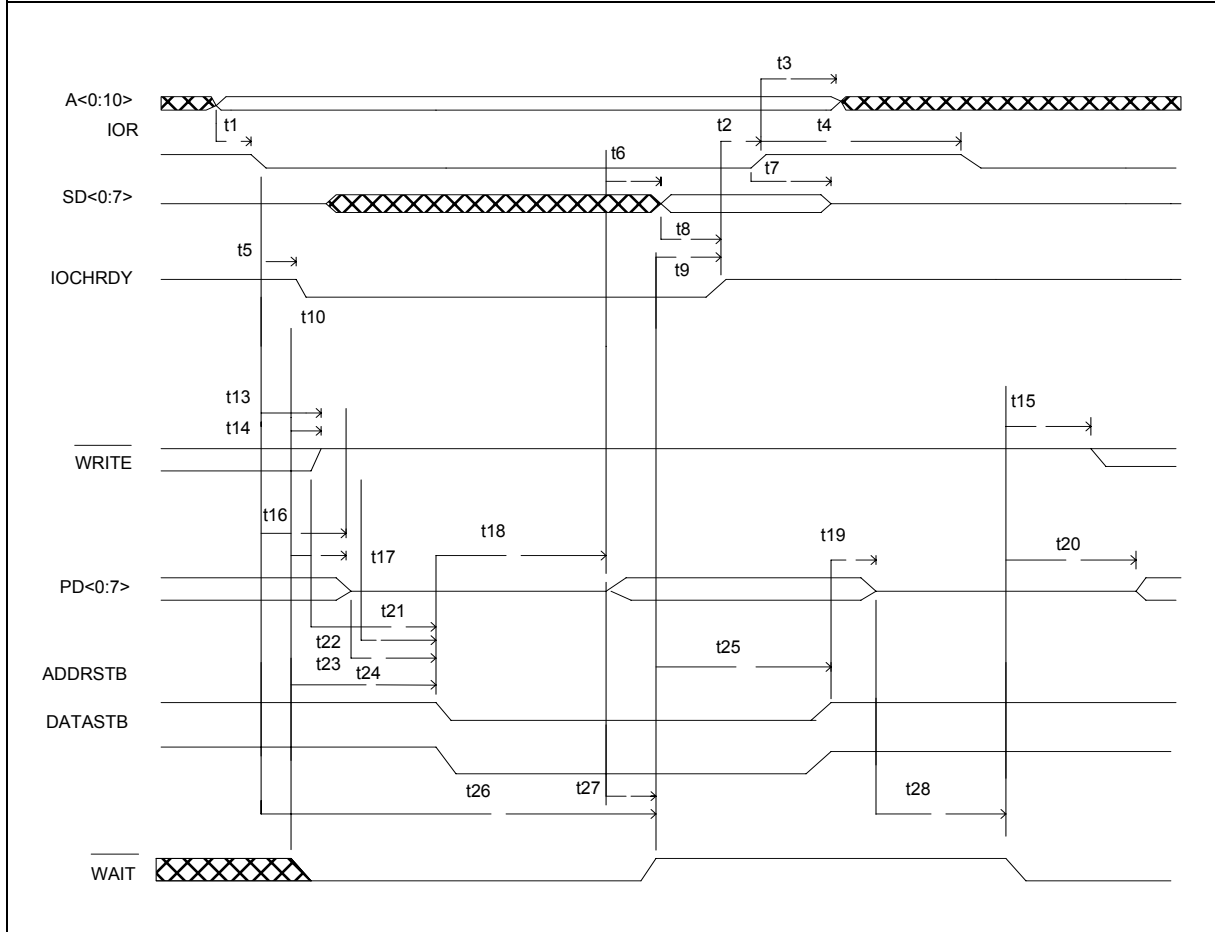 t3
A<0:10>
t1
t2
t4
IOR
t6
t7
SD<0:7>
t8
t5
t9
IOCHRDY
t10
t13
t15
t14
WRITE
t16
t18
t17
t19
t20
PD<0:7>
t21
t22
t25
t23
t24
ADDRSTB
DATASTB
t26
t27
t28
WAIT